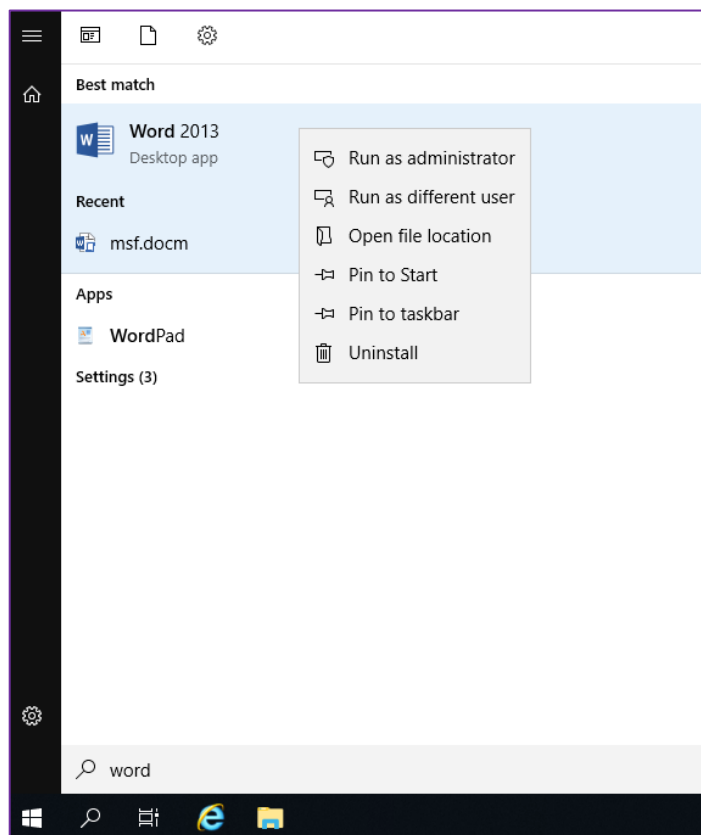 Best match
Word 2013
Desktop app
Run as administrator
Run as different user
Recent
msf.docm
Open file location
Pin to Start
Apps
Pin to taskbar
WordPad
Uninstall
Settings (3)
word